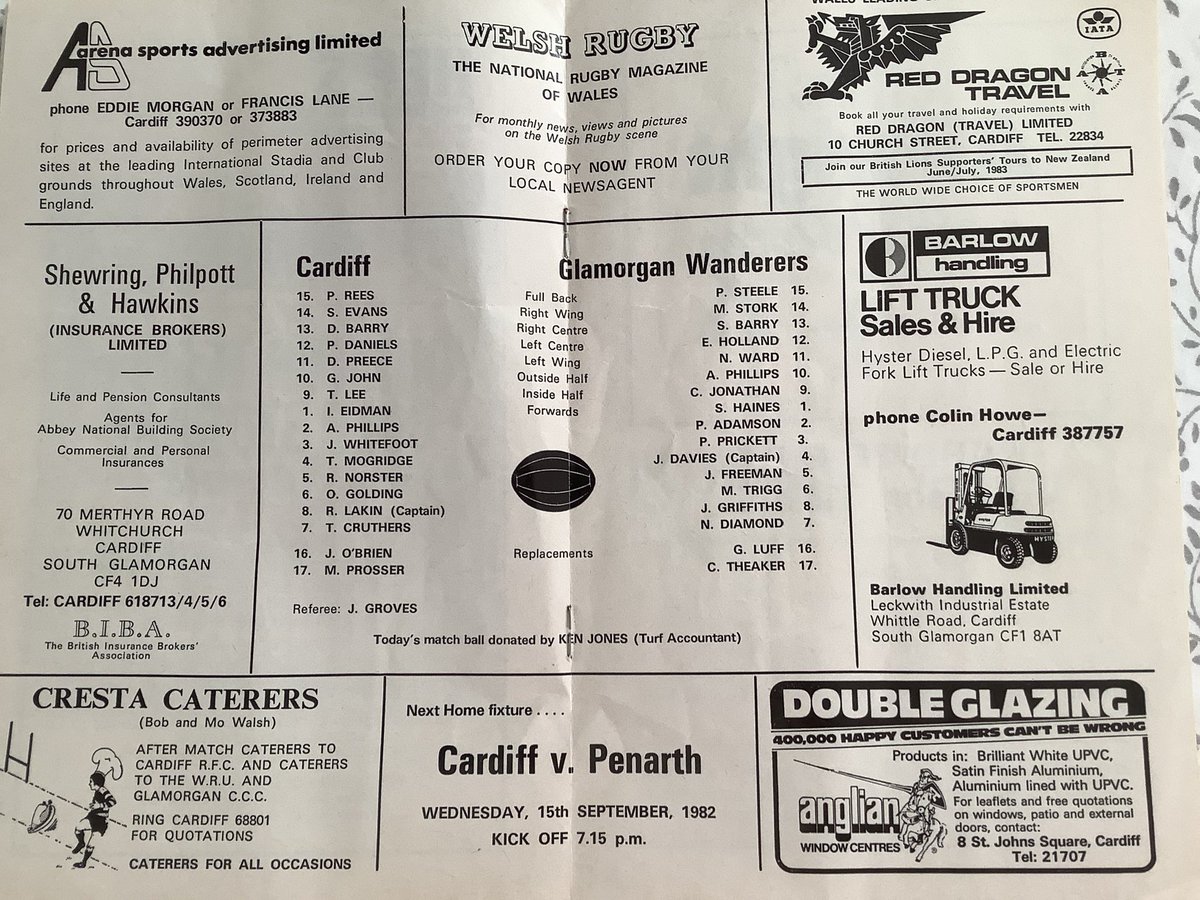 arena sports advertising limited
phone EDDIE MORGAN or FRANCIS LANE —
Cardiff 390370 or 373883
for prices and availability of perimeter advertising
sites at the leading International Stadia and Club
grounds throughout Wales, Scotland, Ireland and
England.
WELSH RUGBY
THE NATIONAL RUGBY MAGAZINE
OF WALES
For monthly news, views and pictures
on the Welsh Rugby scene
ORDER YOUR COPY NOW FROM YOUR
LOCAL NEWSAGENT
IATA
ABTA
RED DRAGON
TRAVEL
Book all your travel and holiday requirements with
RED DRAGON (TRAVEL) LIMITED
10 CHURCH STREET, CARDIFF TEL. 22834
Join our British Lions Supporters' Tours to New Zealand
June/July, 1983
THE WORLD WIDE CHOICE OF SPORTSMEN
Shewring, Philpott
& Hawkins
(INSURANCE BROKERS)
LIMITED
Life and Pension Consultants
Agents for
Abbey National Building Society
Commercial and Personal
Insurances
70 MERTHYR ROAD
WHITCHURCH
CARDIFF
SOUTH GLAMORGAN
CF4 1DJ
Tel: CARDIFF 618713/4/5/6
B.I.B.A.
The British Insurance Brokers'
Association
Cardiff Glamorgan Wanderers
15. P. REES Full Back P. STEELE 15.
14. S. EVANS Right Wing M. STORK 14.
13. D. BARRY Right Centre S. BARRY 13.
12. P. DANIELS Left Centre E. HOLLAND 12.
11. D. PREECE Left Wing N. WARD 11.
10. G. JOHN Outside Half A. PHILLIPS 10.
9. T. LEE Inside Half C. JONATHAN 9.
1. I. EIDMAN Forwards S. HAINES 1.
2. A. PHILLIPS P. ADAMSON 2.
3. J. WHITEFOOT P. PRICKETT 3.
4. T. MOGRIDGE J. DAVIES (Captain) 4.
5. R. NORSTER J. FREEMAN 5.
6. O. GOLDING M. TRIGG 6.
8. R. LAKIN (Captain) J. GRIFFITHS 8.
7. T. CRUTHERS N. DIAMOND 7.
16. J. O'BRIEN Replacements G. LUFF 16.
17. M. PROSSER C. THEAKER 17.
Referee: J. GROVES
Today's match ball donated by KEN JONES (Turf Accountant)
BARLOW
handling
LIFT TRUCK
Sales & Hire
Hyster Diesel, L.P.G. and Electric
Fork Lift Trucks — Sale or Hire
phone Colin Howe—
Cardiff 387757
HYSTER
Barlow Handling Limited
Leckwith Industrial Estate
Whittle Road, Cardiff
South Glamorgan CF1 8AT
CRESTA CATERERS
(Bob and Mo Walsh)
AFTER MATCH CATERERS TO
CARDIFF R.F.C. AND CATERERS
TO THE W.R.U. AND
GLAMORGAN C.C.C.
RING CARDIFF 68801
FOR QUOTATIONS
CATERERS FOR ALL OCCASIONS
Next Home fixture . . . .
Cardiff v. Penarth
WEDNESDAY, 15th SEPTEMBER, 1982
KICK OFF 7.15 p.m.
DOUBLE GLAZING
400,000 HAPPY CUSTOMERS CAN'T BE WRONG
Products in: Brilliant White UPVC,
Satin Finish Aluminium,
Aluminium lined with UPVC.
For leaflets and free quotations
on windows, patio and external
doors, contact:
8 St. Johns Square, Cardiff
Tel: 21707
anglian
WINDOW CENTRES